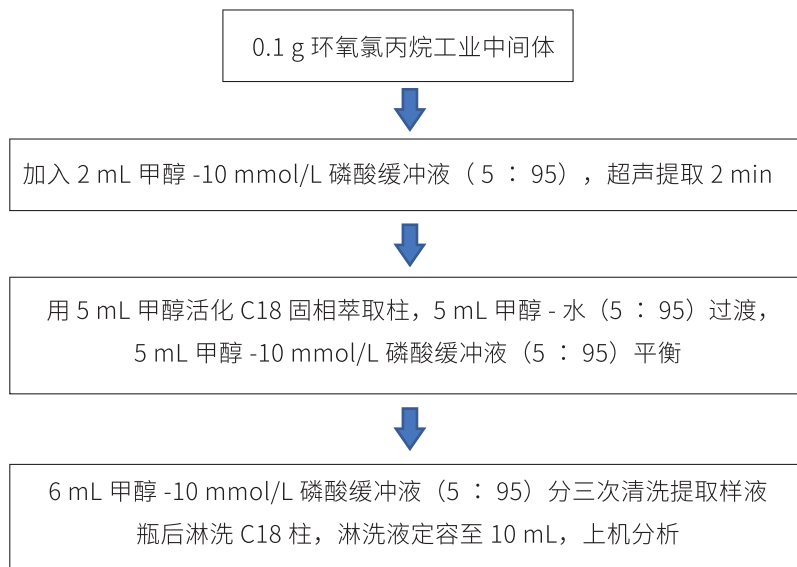 0.1 g 环氧氯丙烷工业中间体
加入 2 mL 甲醇 -10 mmol/L 磷酸缓冲液（ 5 ： 95），超声提取 2 min
用 5 mL 甲醇活化 C18 固相萃取柱，5 mL 甲醇 - 水（5 ： 95）过渡，
5 mL 甲醇 -10 mmol/L 磷酸缓冲液（5 ： 95）平衡
6 mL 甲醇 -10 mmol/L 磷酸缓冲液（5 ： 95）分三次清洗提取样液
瓶后淋洗 C18 柱，淋洗液定容至 10 mL，上机分析